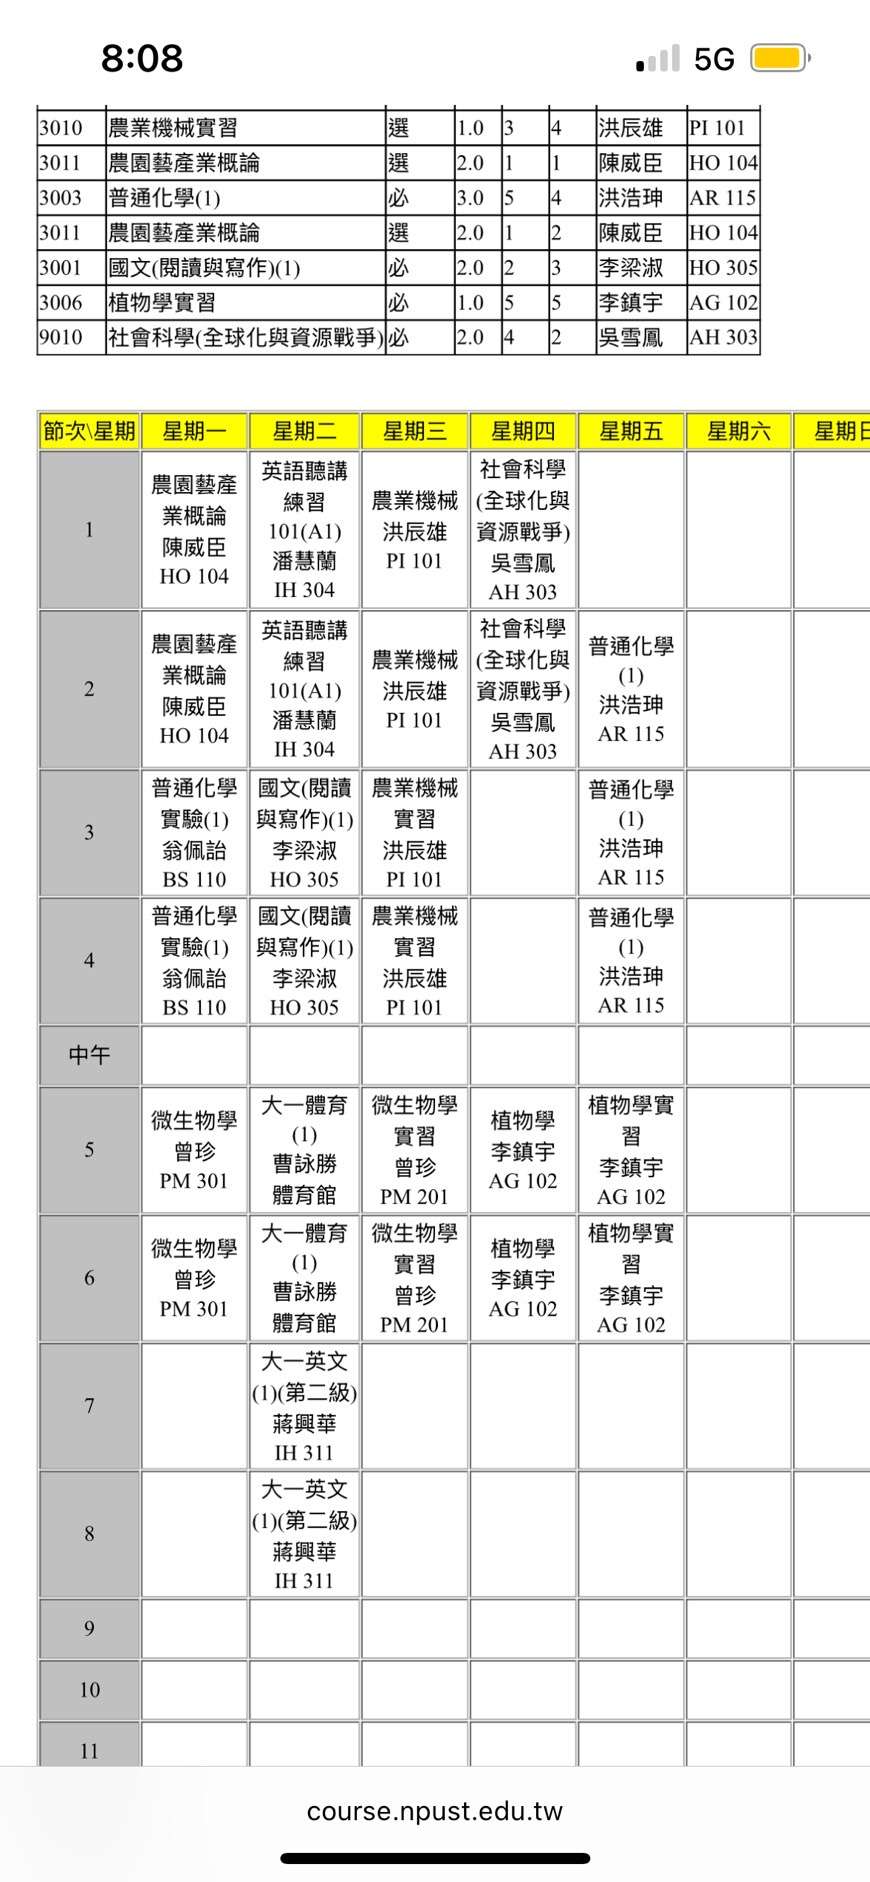 8:08 5G
3010 農業機械實習 選 1.0 3 4 洪辰雄 PI 101
3011 農園藝產業概論 選 2.0 1 1 陳威臣 HO 104
3003 普通化學(1) 必 3.0 5 4 洪浩珅 AR 115
3011 農園藝產業概論 選 2.0 1 2 陳威臣 HO 104
3001 國文(閱讀與寫作)(1) 必 2.0 2 3 李梁淑 HO 305
3006 植物學實習 必 1.0 5 5 李鎮宇 AG 102
9010 社會科學(全球化與資源戰爭) 必 2.0 4 2 吳雪鳳 AH 303
節次\星期 星期一 星期二 星期三 星期四 星期五 星期六 星期日
1
農園藝產
業概論
陳威臣
HO 104
英語聽講
練習
101(A1)
潘慧蘭
IH 304
農業機械
洪辰雄
PI 101
社會科學
(全球化與
資源戰爭)
吳雪鳳
AH 303
2
農園藝產
業概論
陳威臣
HO 104
英語聽講
練習
101(A1)
潘慧蘭
IH 304
農業機械
洪辰雄
PI 101
社會科學
(全球化與
資源戰爭)
吳雪鳳
AH 303
普通化學
(1)
洪浩珅
AR 115
3
普通化學
實驗(1)
翁佩詒
BS 110
國文(閱讀
與寫作)(1)
李梁淑
HO 305
農業機械
實習
洪辰雄
PI 101
普通化學
(1)
洪浩珅
AR 115
4
普通化學
實驗(1)
翁佩詒
BS 110
國文(閱讀
與寫作)(1)
李梁淑
HO 305
農業機械
實習
洪辰雄
PI 101
普通化學
(1)
洪浩珅
AR 115
中午
5
微生物學
曾珍
PM 301
大一體育
(1)
曹詠勝
體育館
微生物學
實習
曾珍
PM 201
植物學
李鎮宇
AG 102
植物學實
習
李鎮宇
AG 102
6
微生物學
曾珍
PM 301
大一體育
(1)
曹詠勝
體育館
微生物學
實習
曾珍
PM 201
植物學
李鎮宇
AG 102
植物學實
習
李鎮宇
AG 102
7
大一英文
(1)(第二級)
蔣興華
IH 311
8
大一英文
(1)(第二級)
蔣興華
IH 311
9
10
11
course.npust.edu.tw